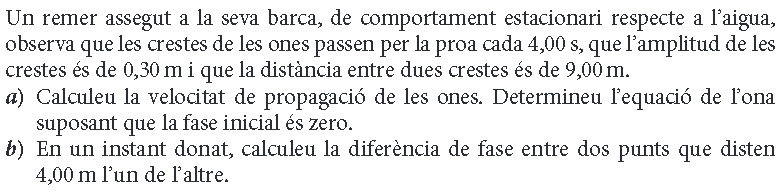 Un remer assegut a la seva barca, de comportament estacionari respecte a l'aigua,
observa que les crestes de les ones passen per la proa cada 4,00 s, que l'amplitud de les
crestes és de 0,30 m i que la distància entre dues crestes és de 9,00 m.
a) Calculeu la velocitat de propagació de les ones. Determineu l'equació de l'ona
suposant que la fase inicial és zero.
b) En un instant donat, calculeu la diferència de fase entre dos punts que disten
4,00 m l'un de l'altre.